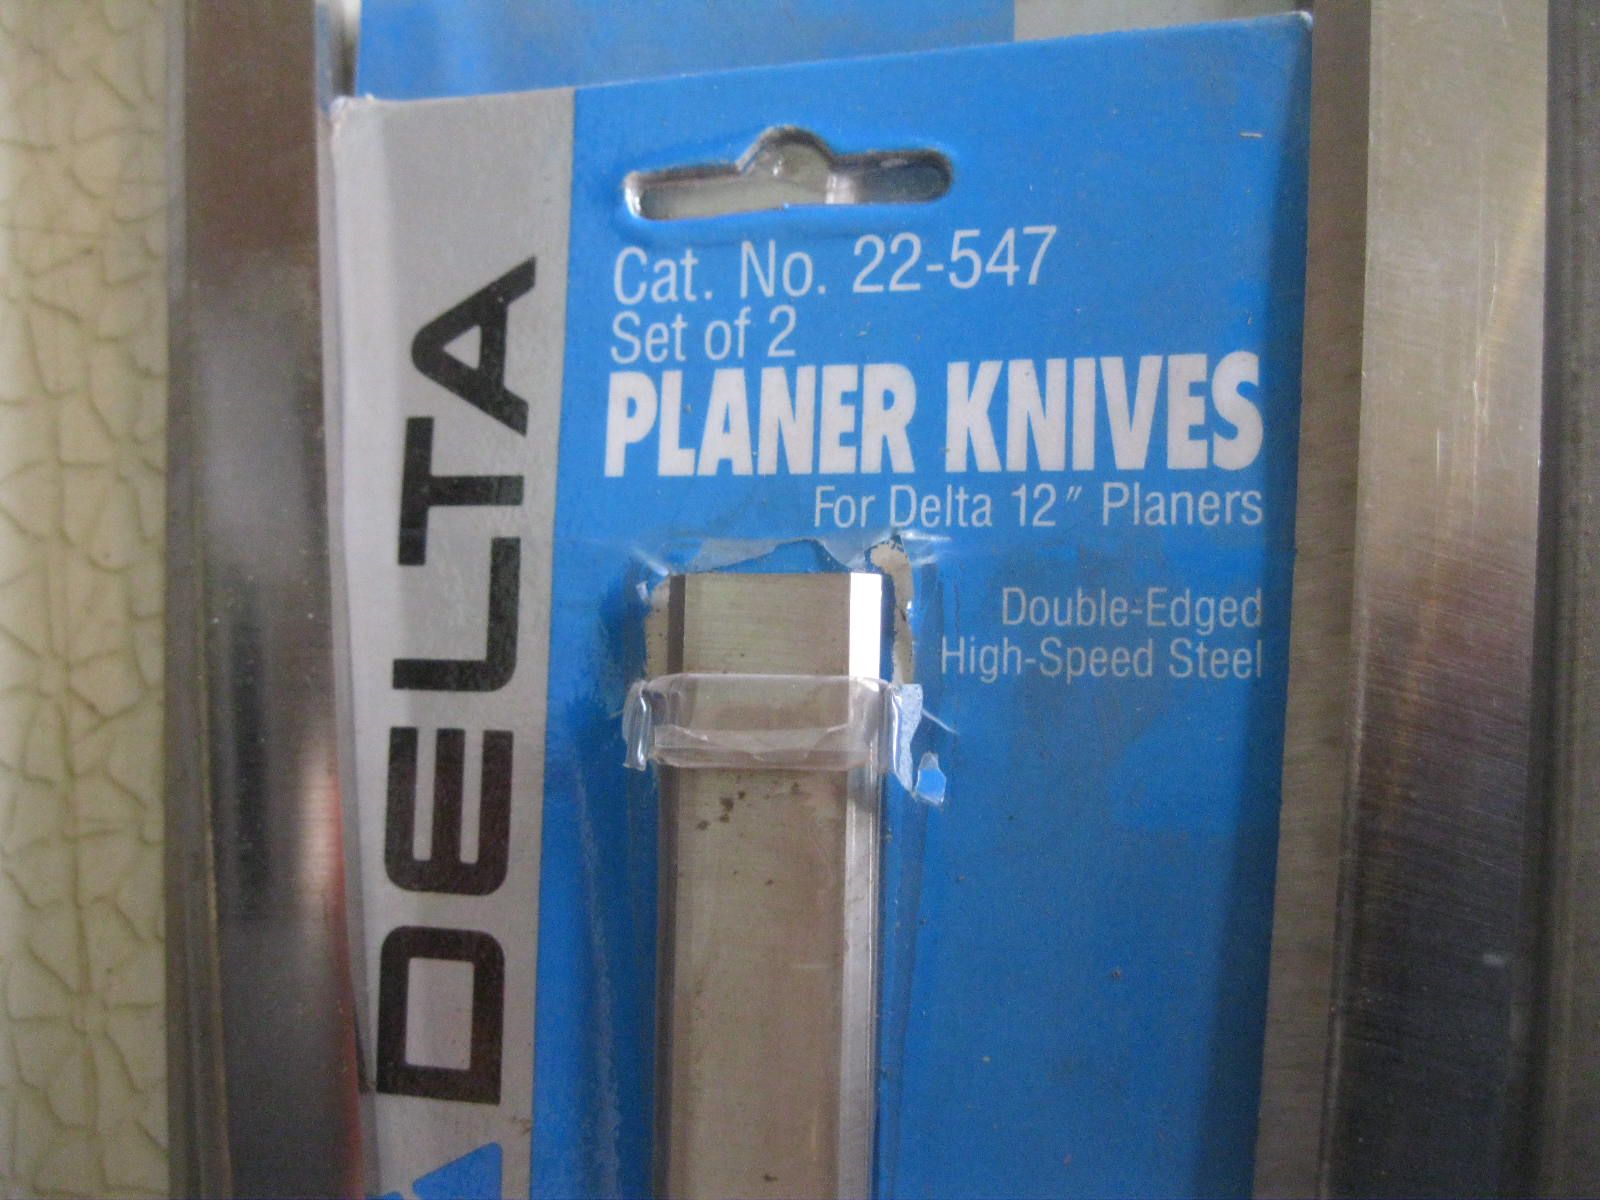 DELTA
Cat. No. 22-547
Set of 2
PLANER KNIVES
For Delta 12" Planers
Double-Edged
High-Speed Steel